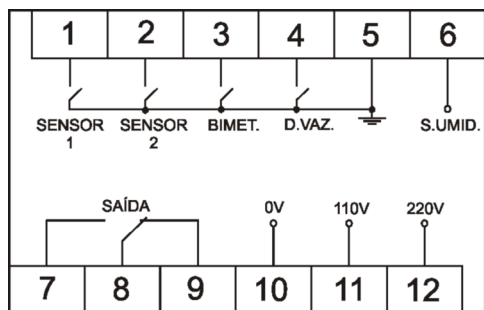 1 2 3 4 5 6
SENSOR 1 SENSOR 2 BIMET. D.VAZ. S.UMID.
SAÍDA 0V 110V 220V
7 8 9 10 11 12